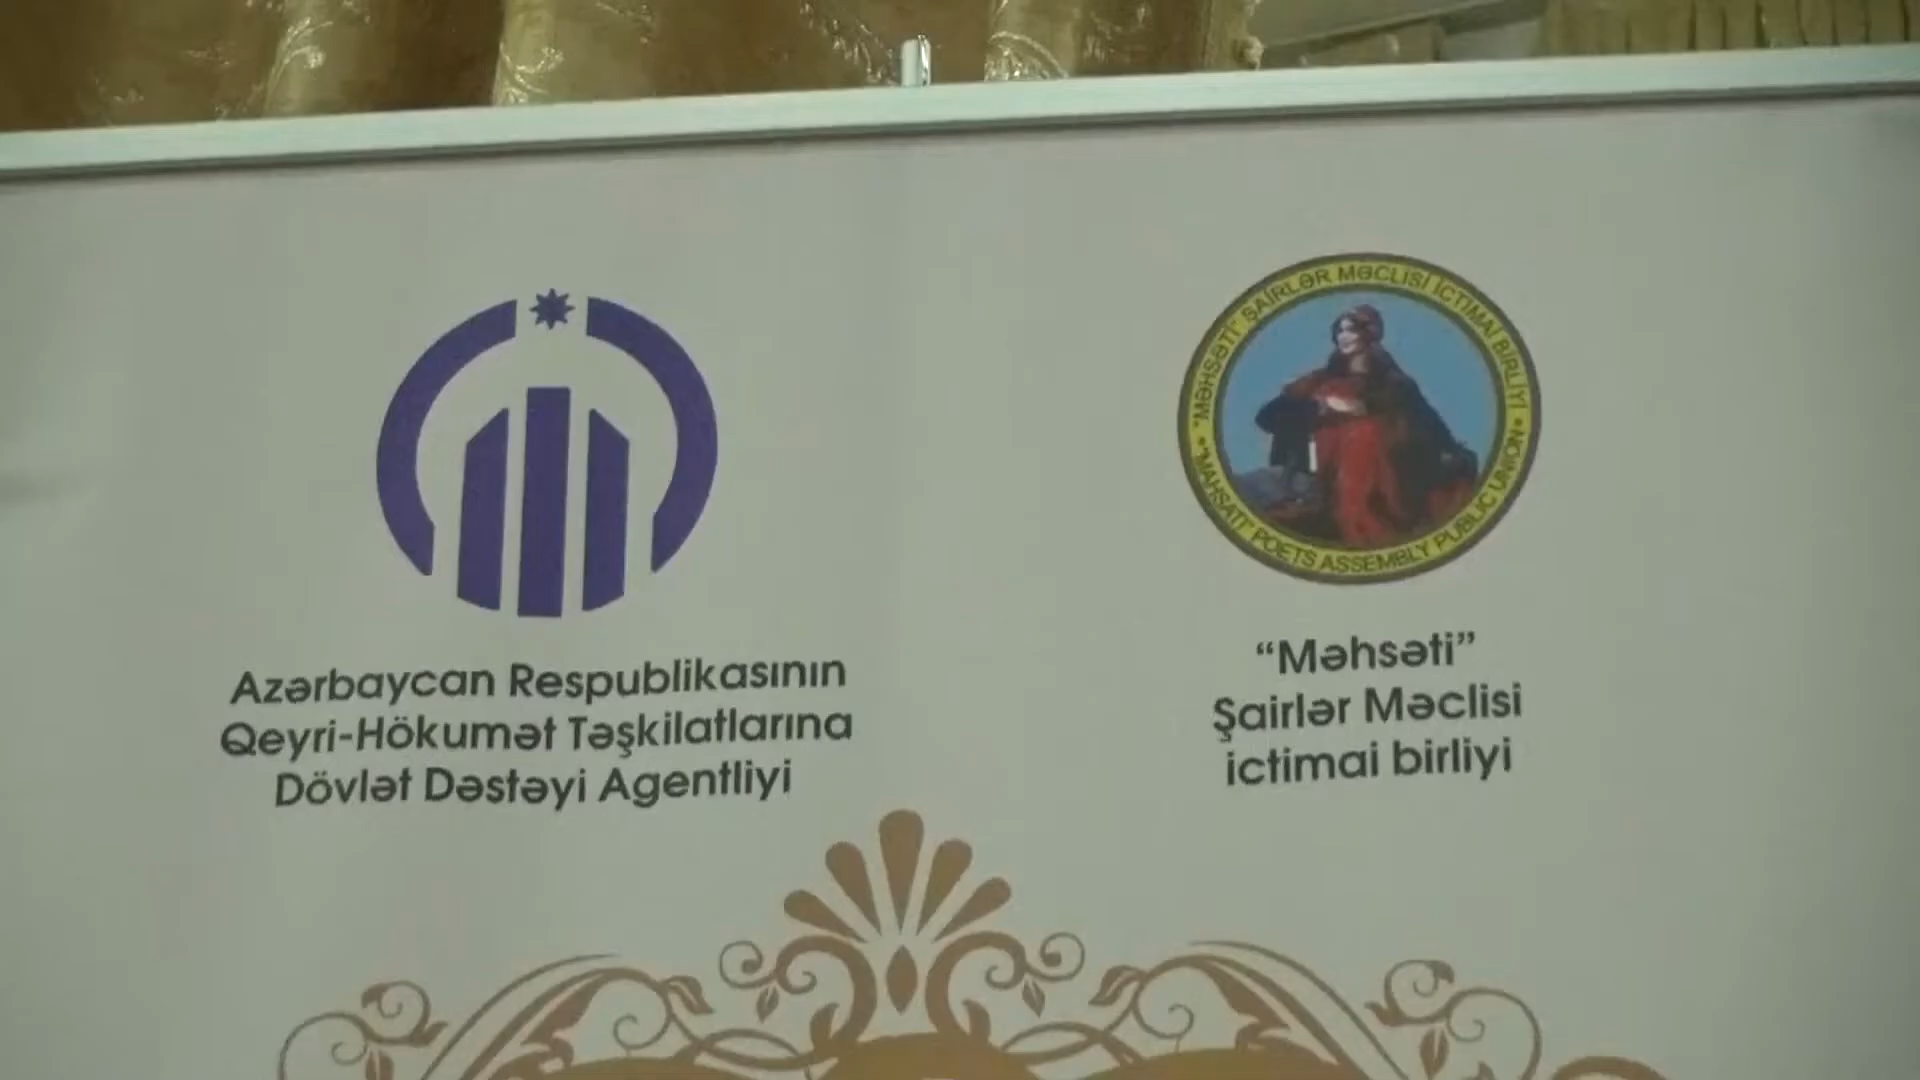 Azərbaycan Respublikasının
Qeyri-Hökumət Təşkilatlarına
Dövlət Dəstəyi Agentliyi
"MƏHSƏTİ" ŞAİRLƏR MƏCLİSİ İCTİMAİ BİRLİYİ
"MAHSATI" POETS ASSEMBLY PUBLIC UNION
“Məhsəti”
Şairlər Məclisi
ictimai birliyi